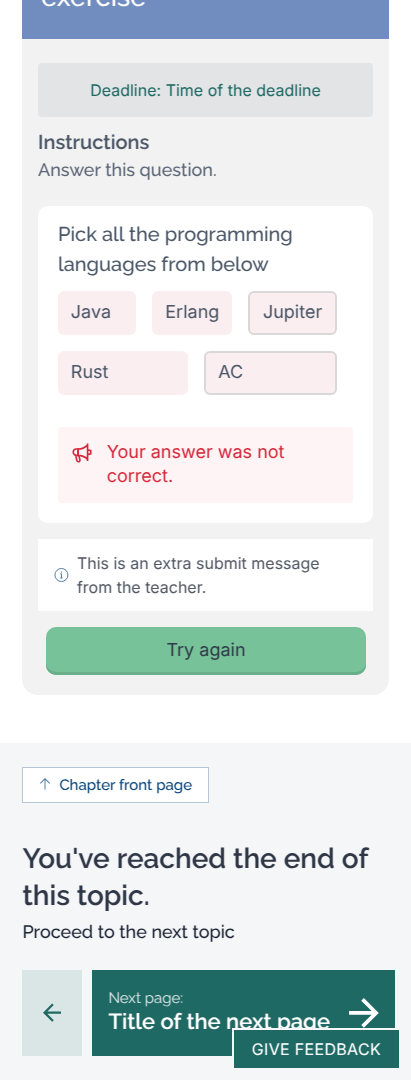 exercise
Deadline: Time of the deadline
Instructions
Answer this question.
Pick all the programming
languages from below
Java
Erlang
Jupiter
Rust
AC
Your answer was not
correct.
This is an extra submit message
from the teacher.
Try again
Chapter front page
You've reached the end of
this topic.
Proceed to the next topic
Next page:
Title of the next page
GIVE FEEDBACK